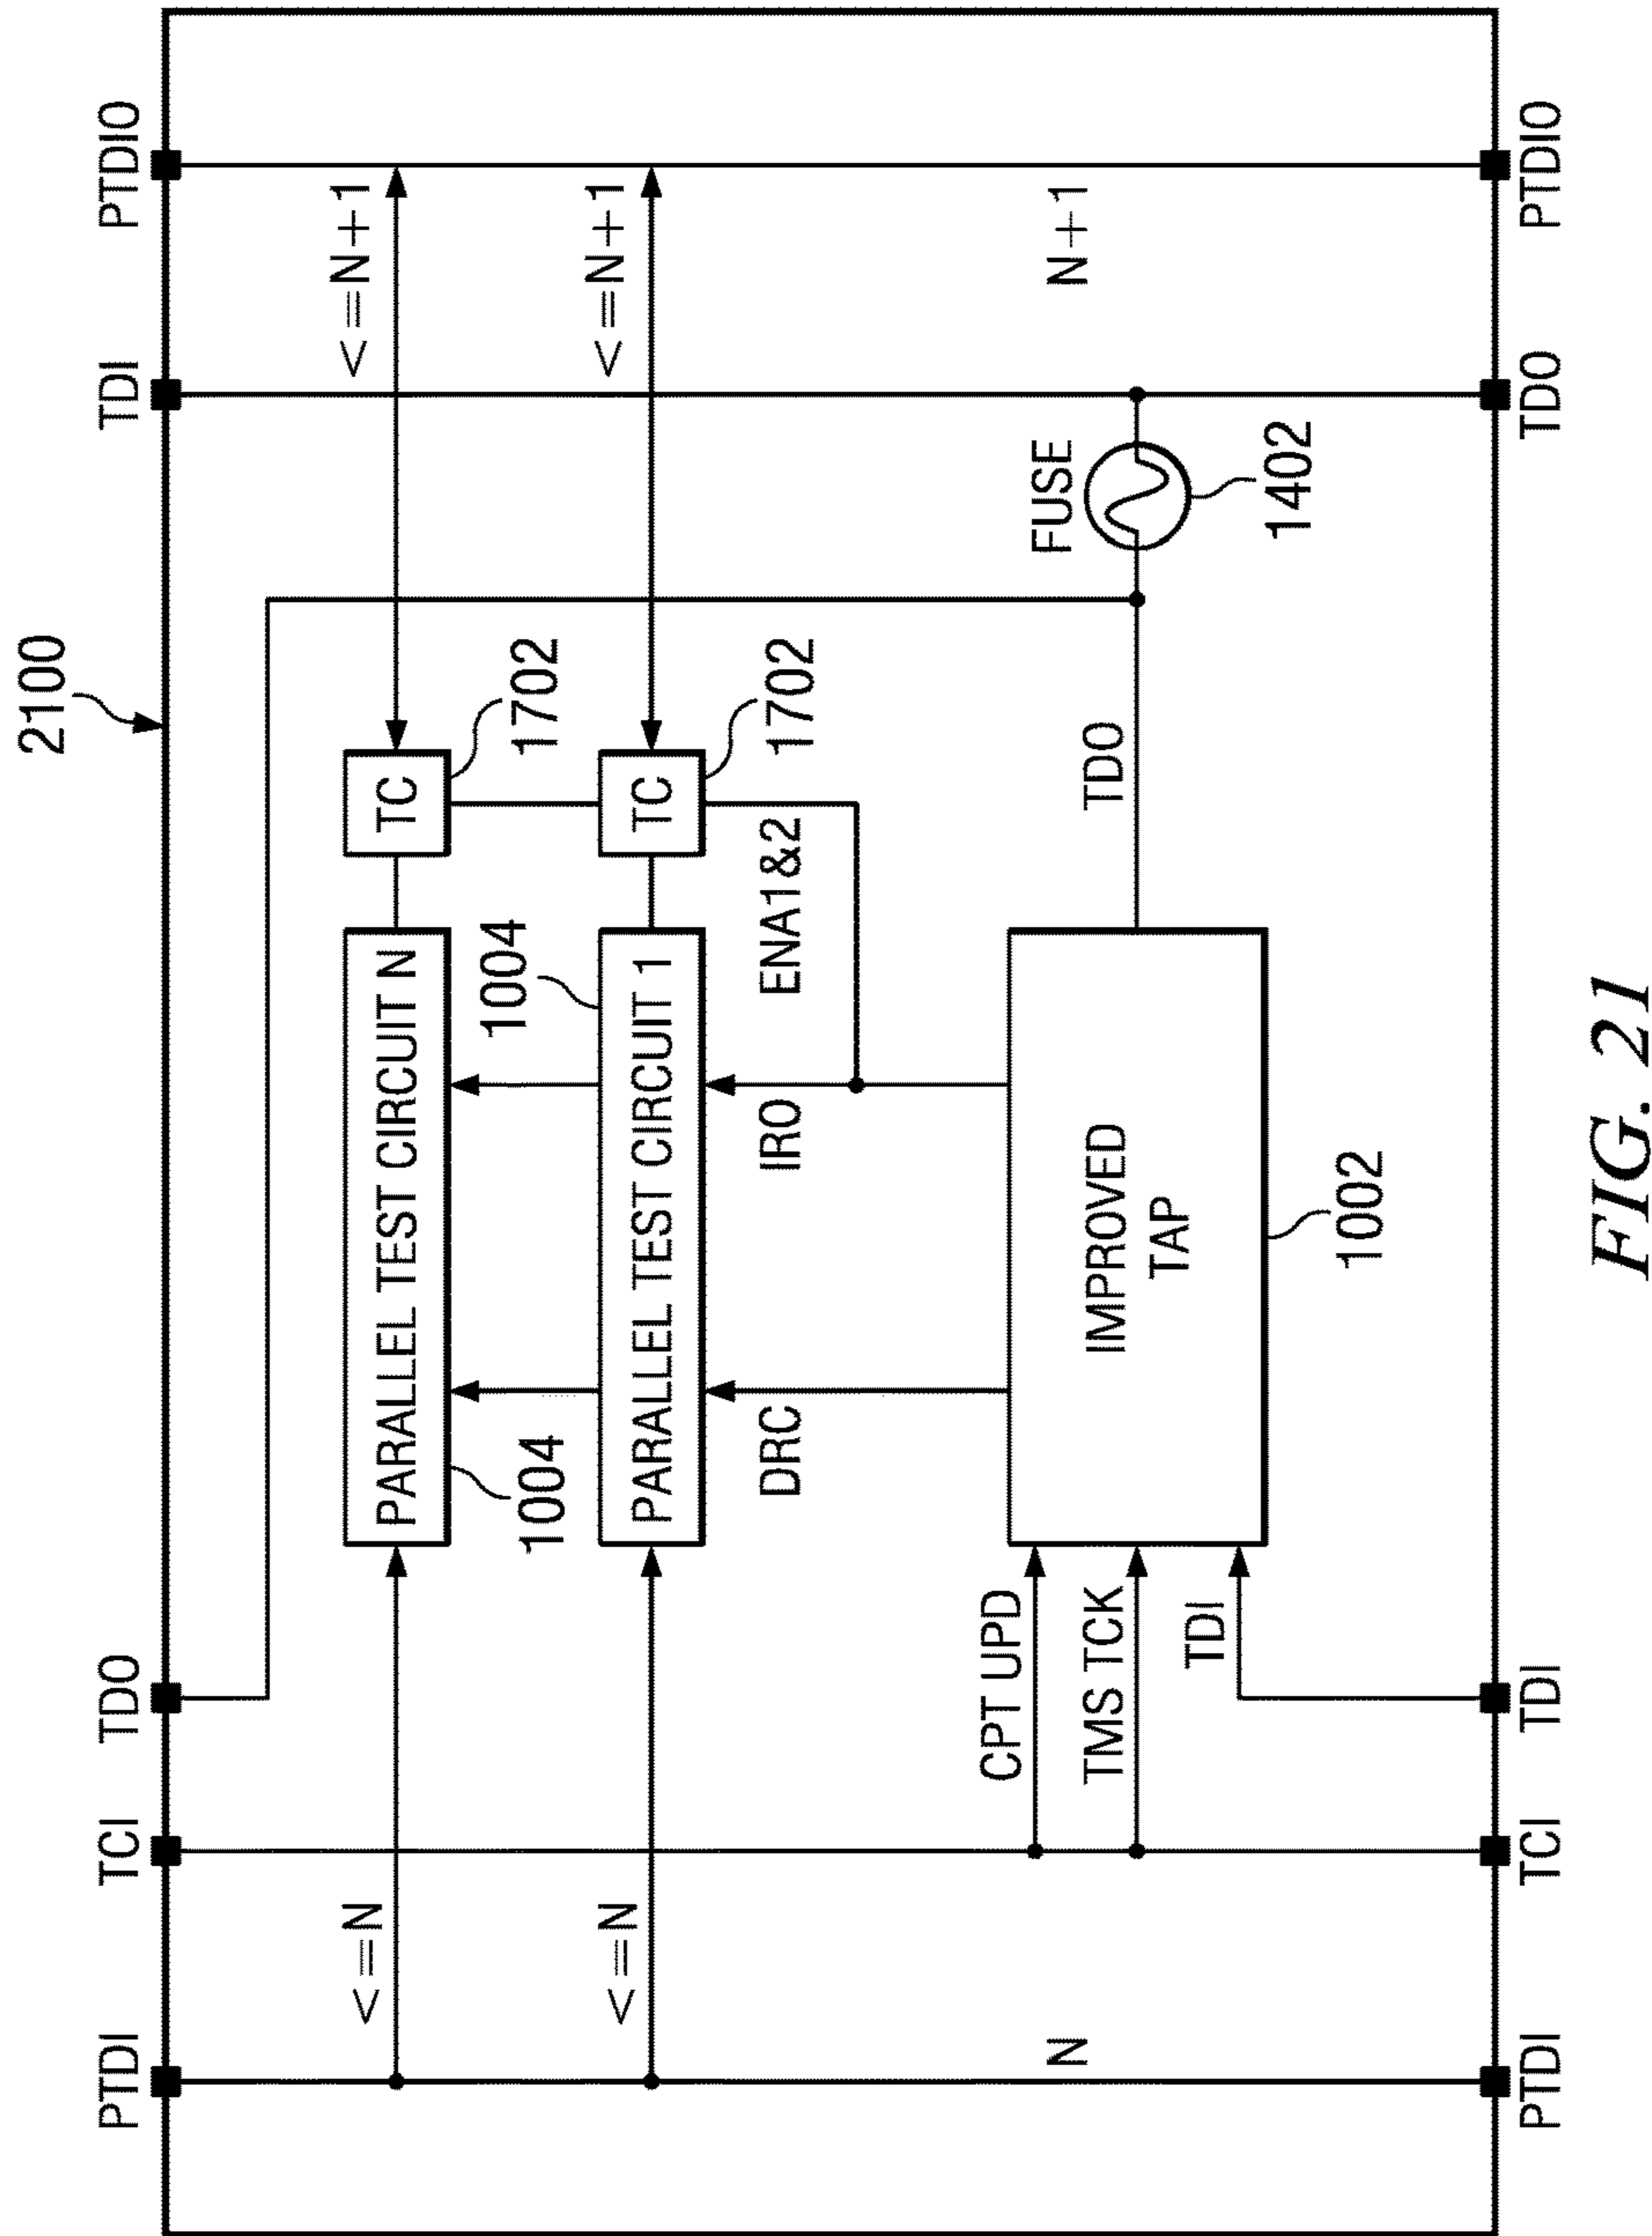 2100
PTDI
TCI
TDO
TDI
PTDIO
<=N
PARALLEL TEST CIRCUIT N
TC
<=N+1
1004
1702
<=N
PARALLEL TEST CIRCUIT 1
1004
TC
<=N+1
1702
DRC
IRO
ENA1&2
CPT UPD
TMS TCK
TDI
IMPROVED
TAP
1002
TDO
FUSE
1402
N
N+1
PTDI
TCI
TDI
TDO
PTDIO
FIG. 21